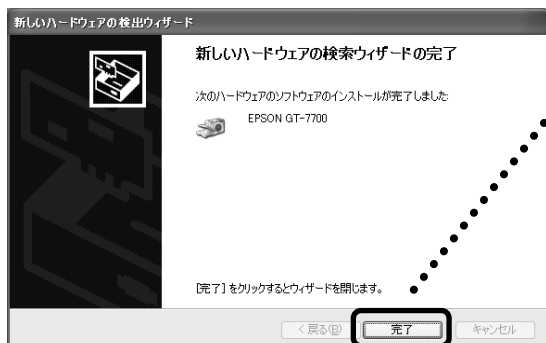 新しいハードウェアの検出ウィザード
新しいハードウェアの検索ウィザードの完了
次のハードウェアのソフトウェアのインストールが完了しました:
EPSON GT-7700
[完了] をクリックするとウィザードを閉じます。
< 戻る(B)
完了
キャンセル